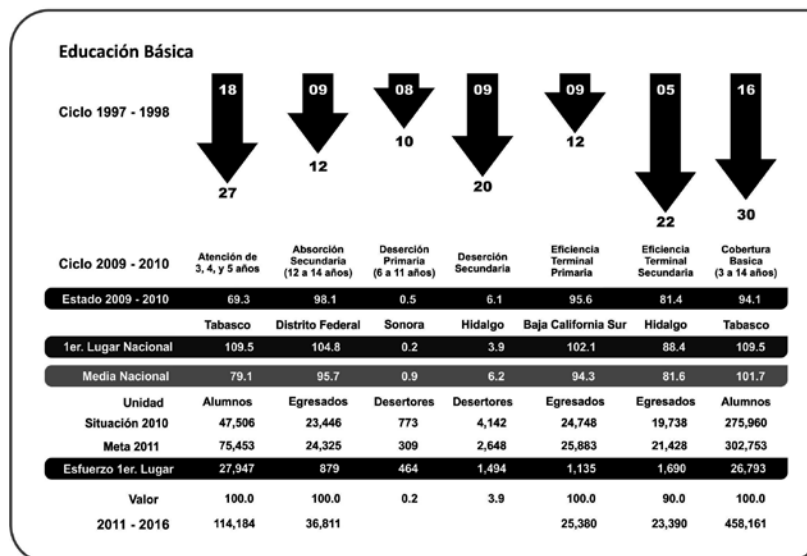 Educación Básica
Ciclo 1997 - 1998
18 09 08 09 09 05 16
27 12 10 20 12 22 30
Ciclo 2009 - 2010
Atención de 3, 4, y 5 años
Absorción Secundaria (12 a 14 años)
Deserción Primaria (6 a 11 años)
Deserción Secundaria
Eficiencia Terminal Primaria
Eficiencia Terminal Secundaria
Cobertura Basica (3 a 14 años)
Estado 2009 - 2010 69.3 98.1 0.5 6.1 95.6 81.4 94.1
Tabasco Distrito Federal Sonora Hidalgo Baja California Sur Hidalgo Tabasco
1er. Lugar Nacional 109.5 104.8 0.2 3.9 102.1 88.4 109.5
Media Nacional 79.1 95.7 0.9 6.2 94.3 81.6 101.7
Unidad Alumnos Egresados Desertores Desertores Egresados Egresados Alumnos
Situación 2010 47,506 23,446 773 4,142 24,748 19,738 275,960
Meta 2011 75,453 24,325 309 2,648 25,883 21,428 302,753
Esfuerzo 1er. Lugar 27,947 879 464 1,494 1,135 1,690 26,793
Valor 100.0 100.0 0.2 3.9 100.0 90.0 100.0
2011 - 2016 114,184 36,811 25,380 23,390 458,161